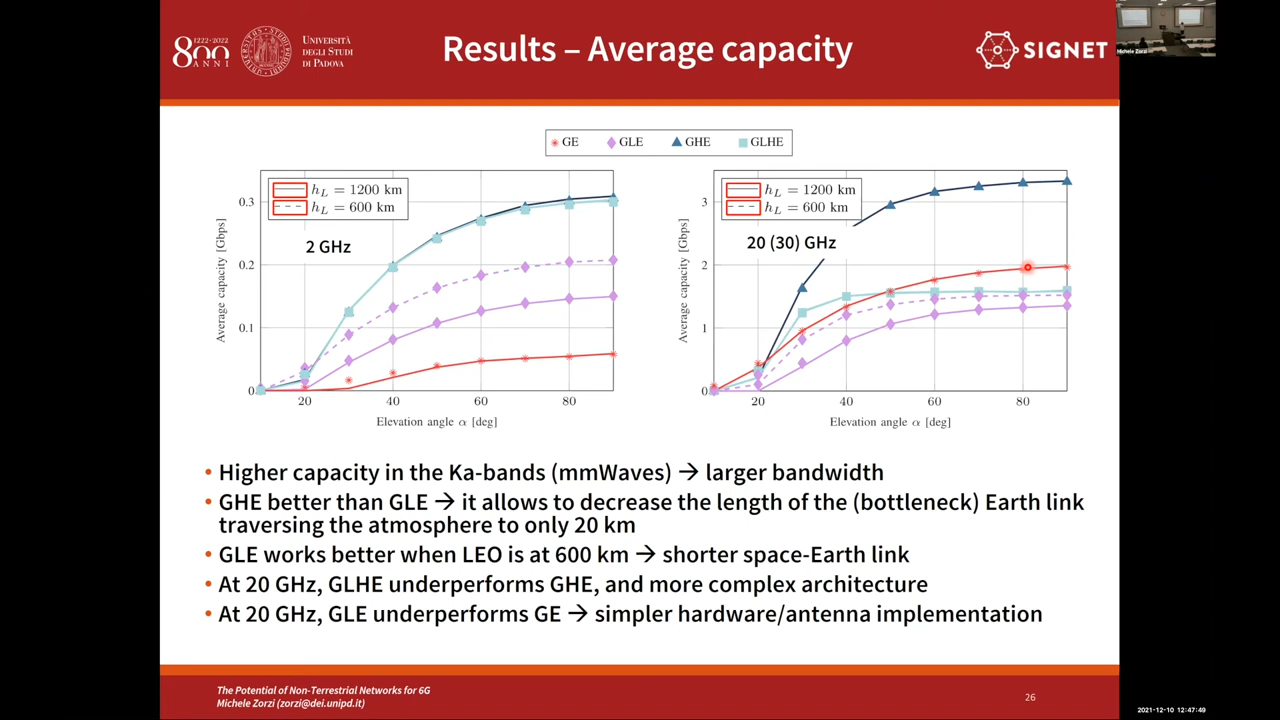 1222·2022
800
ANNI
UNIVERSITÀ
DEGLI STUDI
DI PADOVA
Results – Average capacity
SIGNET
Michele Zorzi
GE GLE GHE GLHE
h_L = 1200 km
h_L = 600 km
2 GHz
Average capacity [Gbps]
0.3
0.2
0.1
0
20 40 60 80
Elevation angle α [deg]
h_L = 1200 km
h_L = 600 km
20 (30) GHz
Average capacity [Gbps]
3
2
1
0
20 40 60 80
Elevation angle α [deg]
• Higher capacity in the Ka-bands (mmWaves) → larger bandwidth
• GHE better than GLE → it allows to decrease the length of the (bottleneck) Earth link
traversing the atmosphere to only 20 km
• GLE works better when LEO is at 600 km → shorter space-Earth link
• At 20 GHz, GLHE underperforms GHE, and more complex architecture
• At 20 GHz, GLE underperforms GE → simpler hardware/antenna implementation
The Potential of Non-Terrestrial Networks for 6G
Michele Zorzi (zorzi@dei.unipd.it)
26
2021-12-10 12:47:49